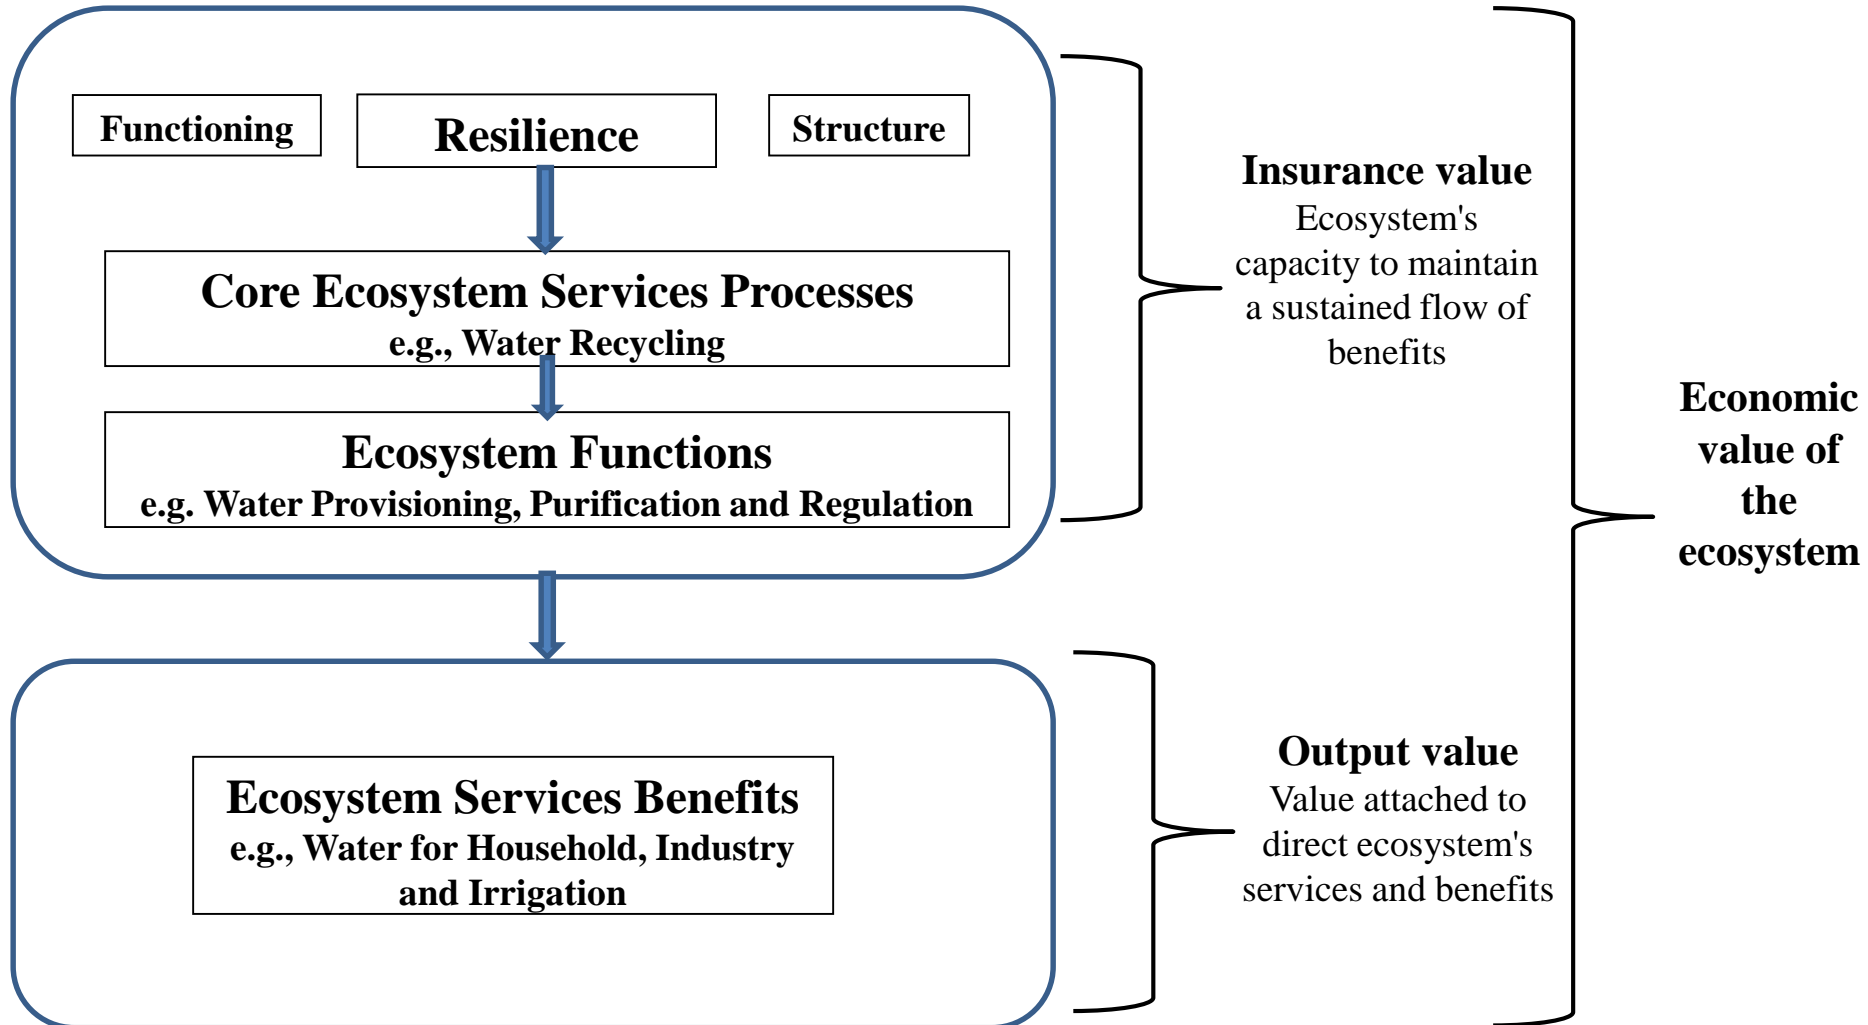 Functioning
Resilience
Structure
Core Ecosystem Services Processes
e.g., Water Recycling
Ecosystem Functions
e.g. Water Provisioning, Purification and Regulation
Insurance value
Ecosystem's
capacity to maintain
a sustained flow of
benefits
Ecosystem Services Benefits
e.g., Water for Household, Industry
and Irrigation
Output value
Value attached to
direct ecosystem's
services and benefits
Economic
value of
the
ecosystem